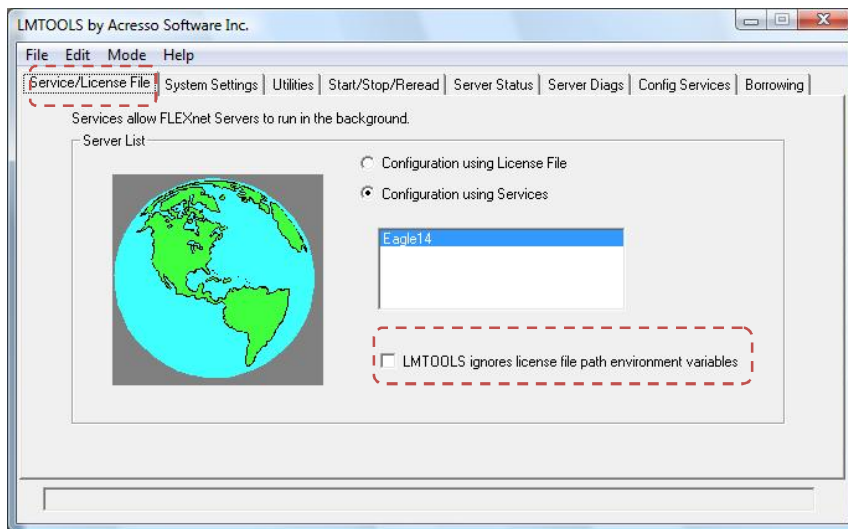 LMTOOLS by Acresso Software Inc.
File Edit Mode Help
Service/License File System Settings Utilities Start/Stop/Reread Server Status Server Diags Config Services Borrowing
Services allow FLEXnet Servers to run in the background.
Server List
Configuration using License File
Configuration using Services
Eagle14
LMTOOLS ignores license file path environment variables